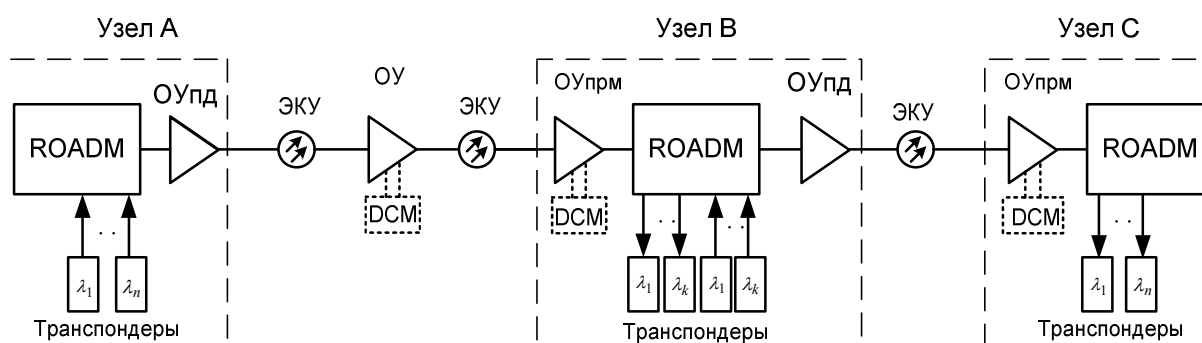 Узел А
Узел В
Узел С
ОУпд
ЭКУ
ОУ
ЭКУ
ОУпрм
ОУпд
ЭКУ
ОУпрм
ROADM
ROADM
ROADM
DCM
DCM
DCM
. .
. .
. .
. .
λ1
λn
λ1
λk
λ1
λk
λ1
λn
Транспондеры
Транспондеры
Транспондеры